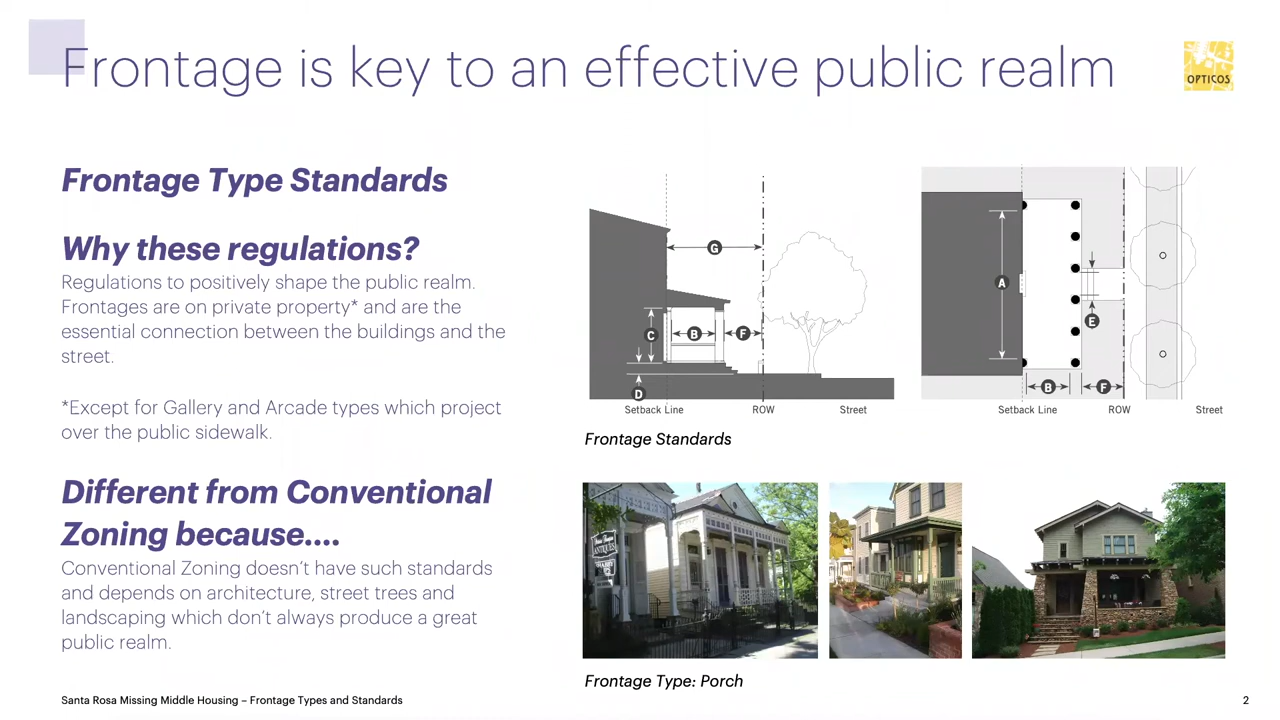 Frontage is key to an effective public realm
OPTICOS
Frontage Type Standards
Why these regulations?
Regulations to positively shape the public realm.
Frontages are on private property* and are the
essential connection between the buildings and the
street.
*Except for Gallery and Arcade types which project
over the public sidewalk.
Different from Conventional
Zoning because....
Conventional Zoning doesn’t have such standards
and depends on architecture, street trees and
landscaping which don’t always produce a great
public realm.
G
C
B
F
D
Setback Line
ROW
Street
A
E
B
F
Setback Line
ROW
Street
Frontage Standards
ANTIQUES
Frontage Type: Porch
Santa Rosa Missing Middle Housing – Frontage Types and Standards
2